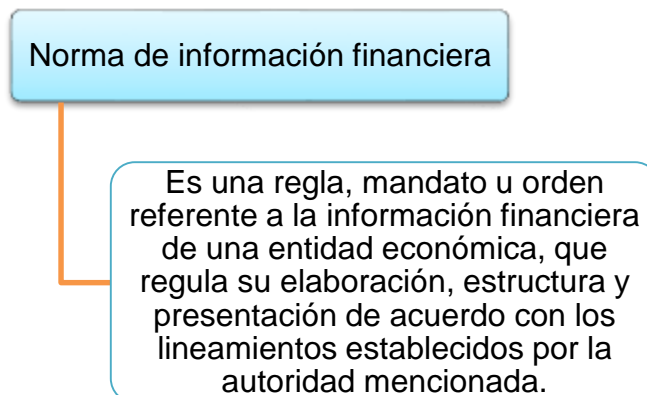 Norma de información financiera
Es una regla, mandato u orden
referente a la información financiera
de una entidad económica, que
regula su elaboración, estructura y
presentación de acuerdo con los
lineamientos establecidos por la
autoridad mencionada.